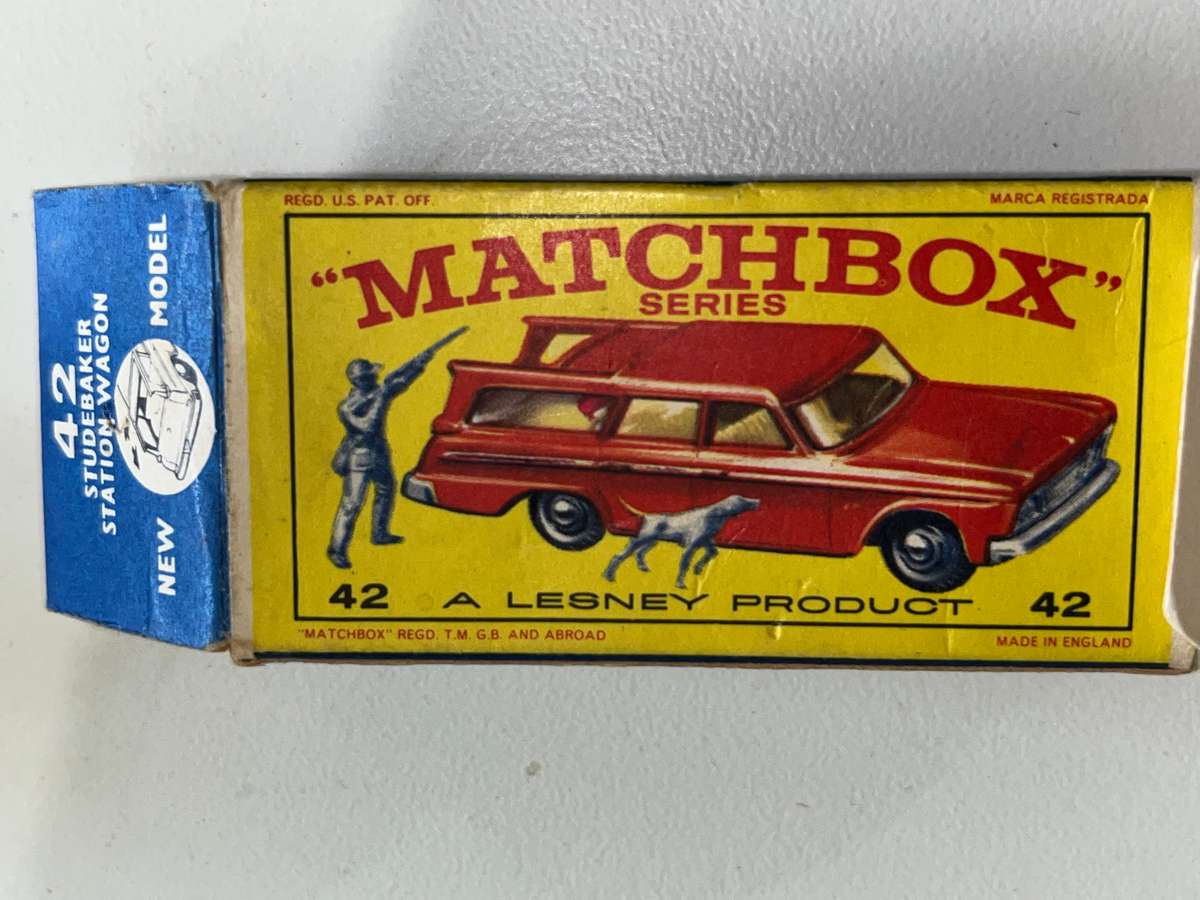 42
STUDEBAKER
STATION WAGON
NEW MODEL
REGD. U.S. PAT. OFF.
MARCA REGISTRADA
"MATCHBOX"
SERIES
42 A LESNEY PRODUCT 42
"MATCHBOX" REGD. T.M. G.B. AND ABROAD
MADE IN ENGLAND